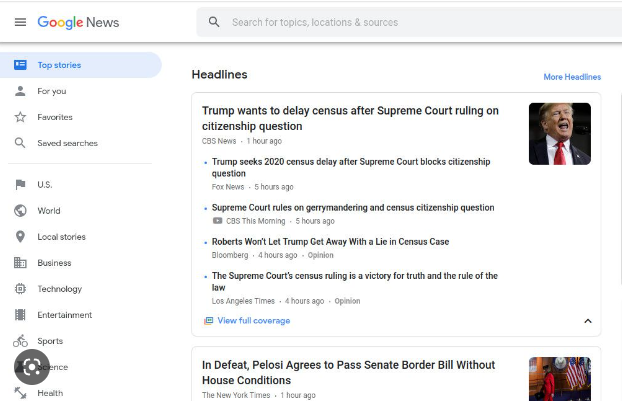 Google News
Search for topics, locations & sources
Top stories
For you
Favorites
Saved searches
U.S.
World
Local stories
Business
Technology
Entertainment
Sports
Science
Health
Headlines
More Headlines
Trump wants to delay census after Supreme Court ruling on
citizenship question
CBS News · 1 hour ago
Trump seeks 2020 census delay after Supreme Court blocks citizenship
question
Fox News · 5 hours ago
Supreme Court rules on gerrymandering and census citizenship question
CBS This Morning · 5 hours ago
Roberts Won't Let Trump Get Away With a Lie in Census Case
Bloomberg · 4 hours ago · Opinion
The Supreme Court's census ruling is a victory for truth and the rule of the
law
Los Angeles Times · 4 hours ago · Opinion
View full coverage
In Defeat, Pelosi Agrees to Pass Senate Border Bill Without
House Conditions
The New York Times · 1 hour ago